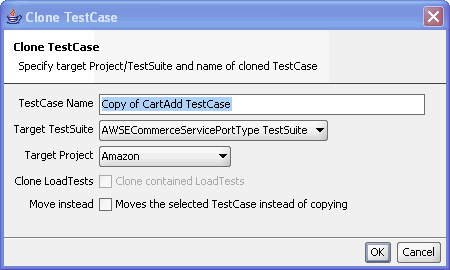 Clone TestCase
Clone TestCase
Specify target Project/TestSuite and name of cloned TestCase
TestCase Name Copy of CartAdd TestCase
Target TestSuite AWSECommerceServicePortType TestSuite
Target Project Amazon
Clone LoadTests Clone contained LoadTests
Move instead Moves the selected TestCase instead of copying
OK Cancel